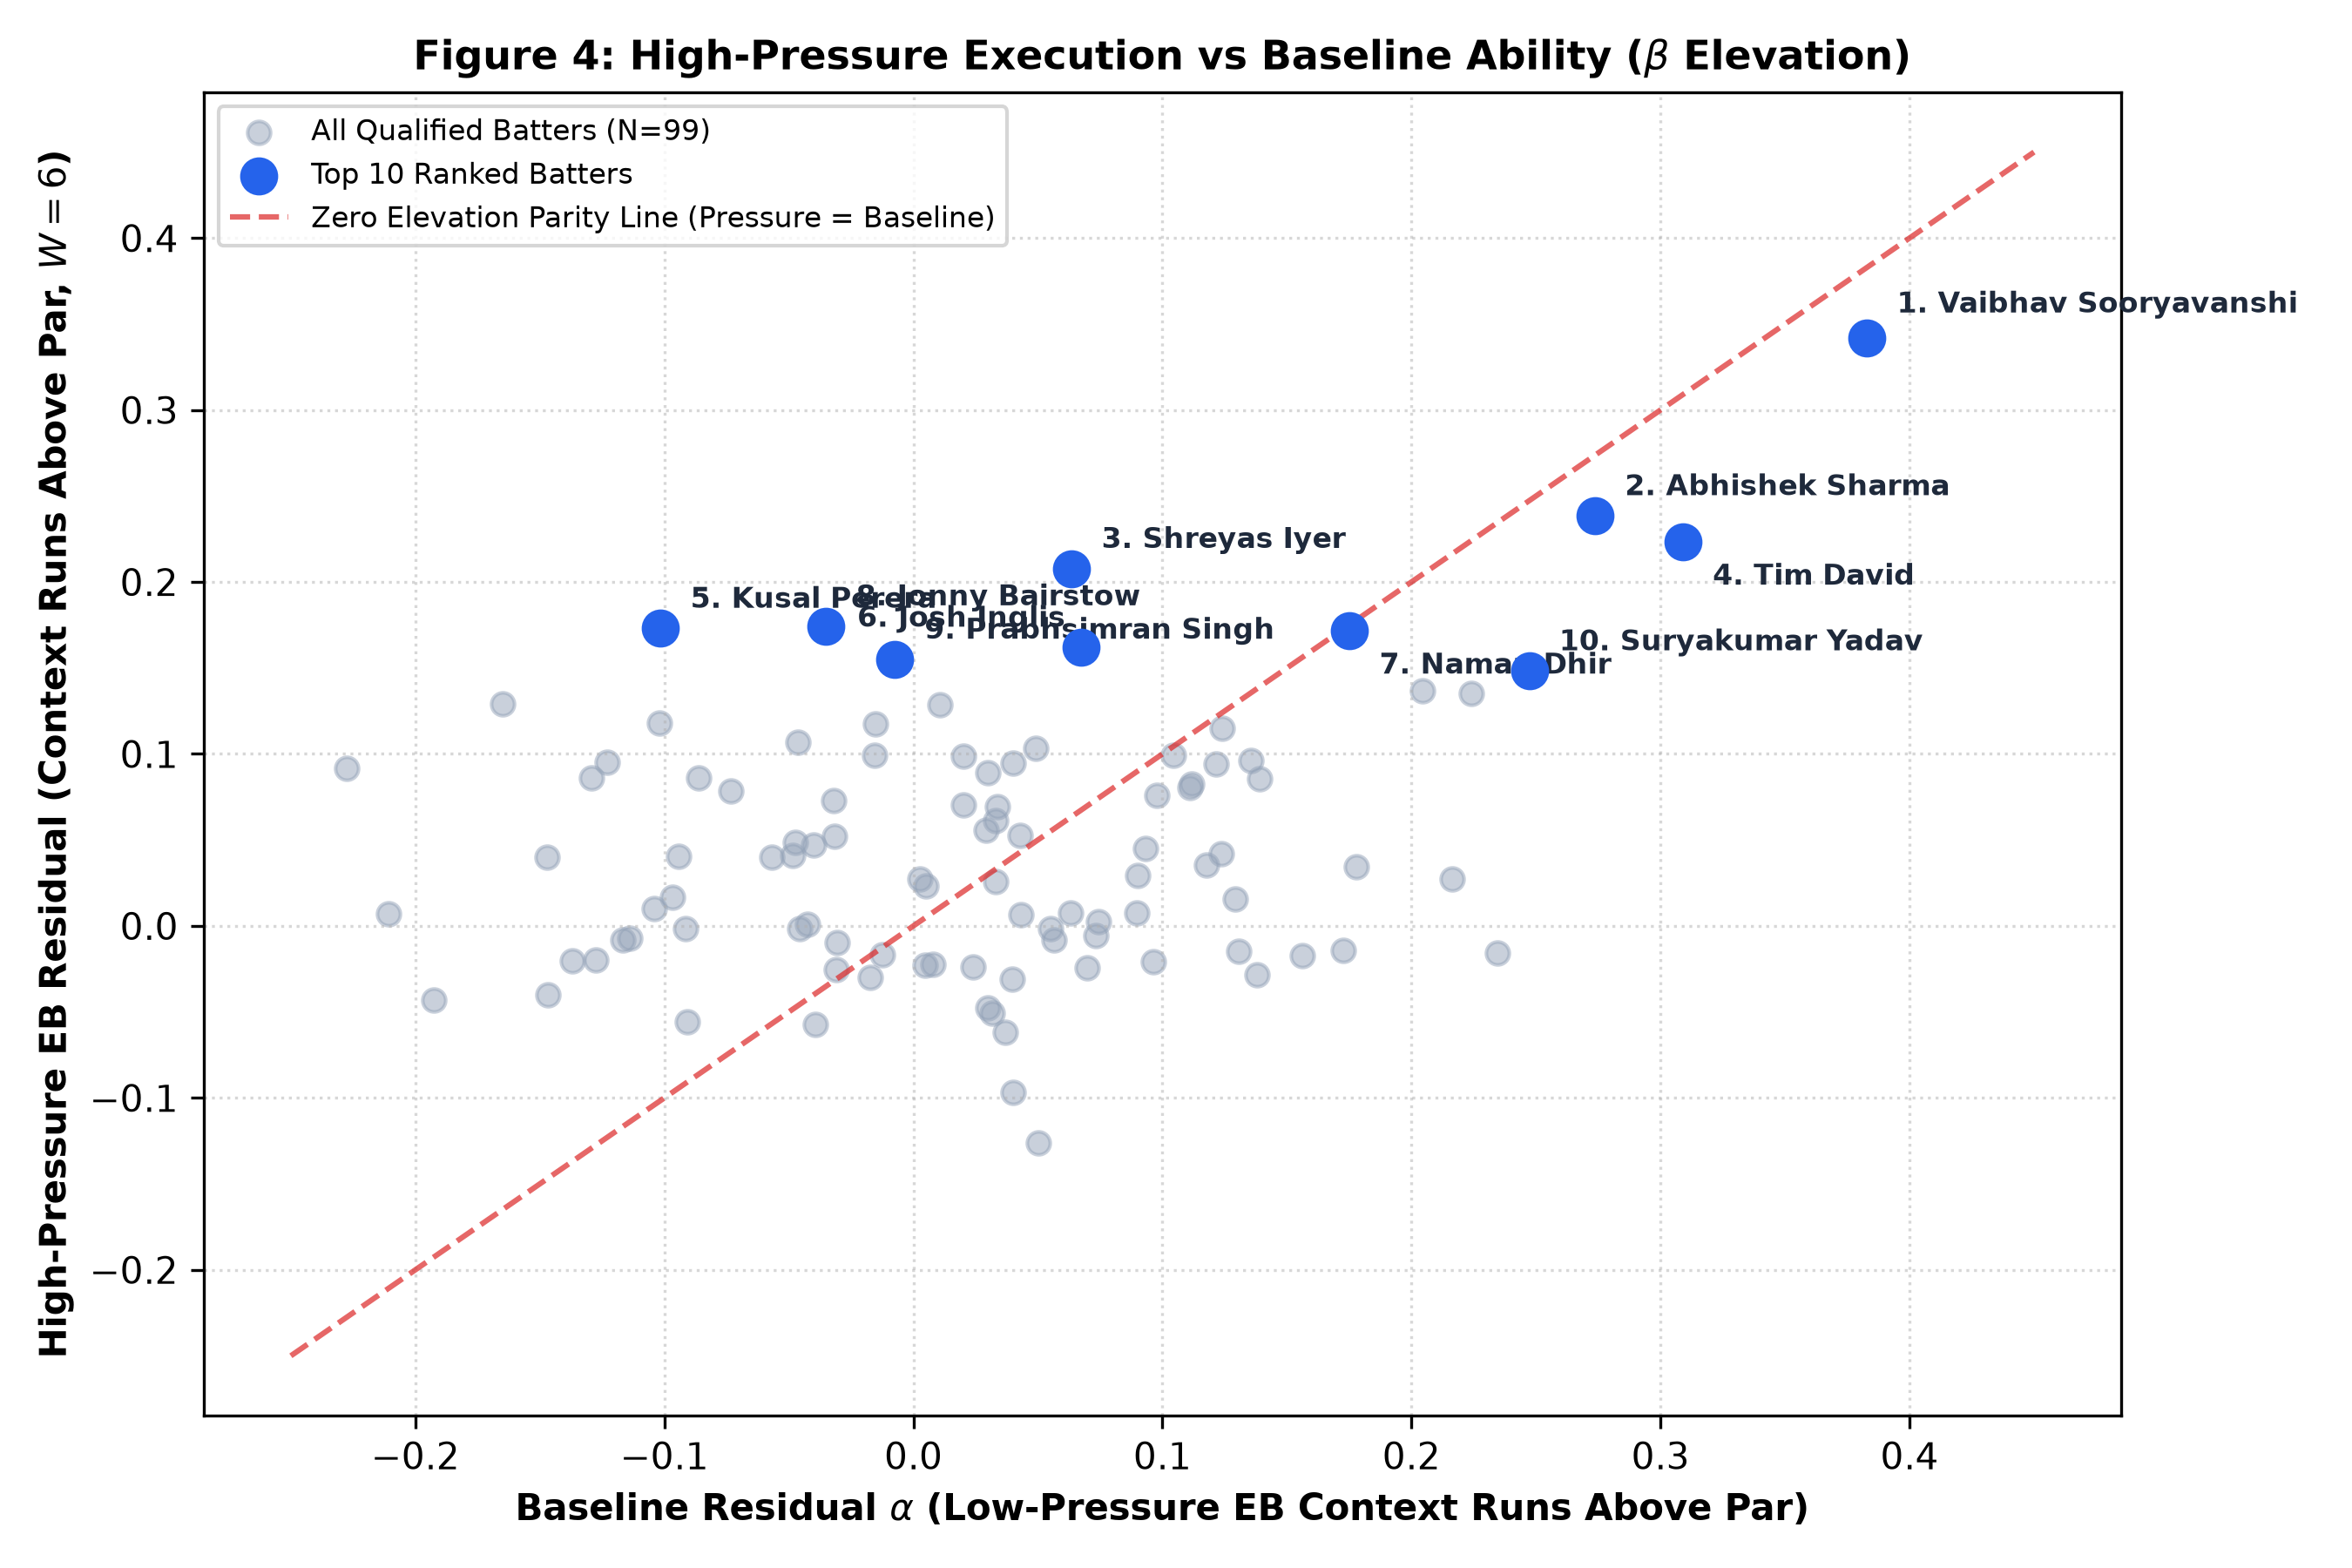 Figure 4: High-Pressure Execution vs Baseline Ability (β Elevation)
All Qualified Batters (N=99)
Top 10 Ranked Batters
Zero Elevation Parity Line (Pressure = Baseline)
High-Pressure EB Residual (Context Runs Above Par, W = 6)
0.4
0.3
0.2
0.1
0.0
−0.1
−0.2
1. Vaibhav Sooryavanshi
2. Abhishek Sharma
3. Shreyas Iyer
4. Tim David
5. Kusal Perera
8. Jonny Bairstow
6. Josh Inglis
9. Prabhsimran Singh
10. Suryakumar Yadav
7. Naman Dhir
−0.2
−0.1
0.0
0.1
0.2
0.3
0.4
Baseline Residual α (Low-Pressure EB Context Runs Above Par)